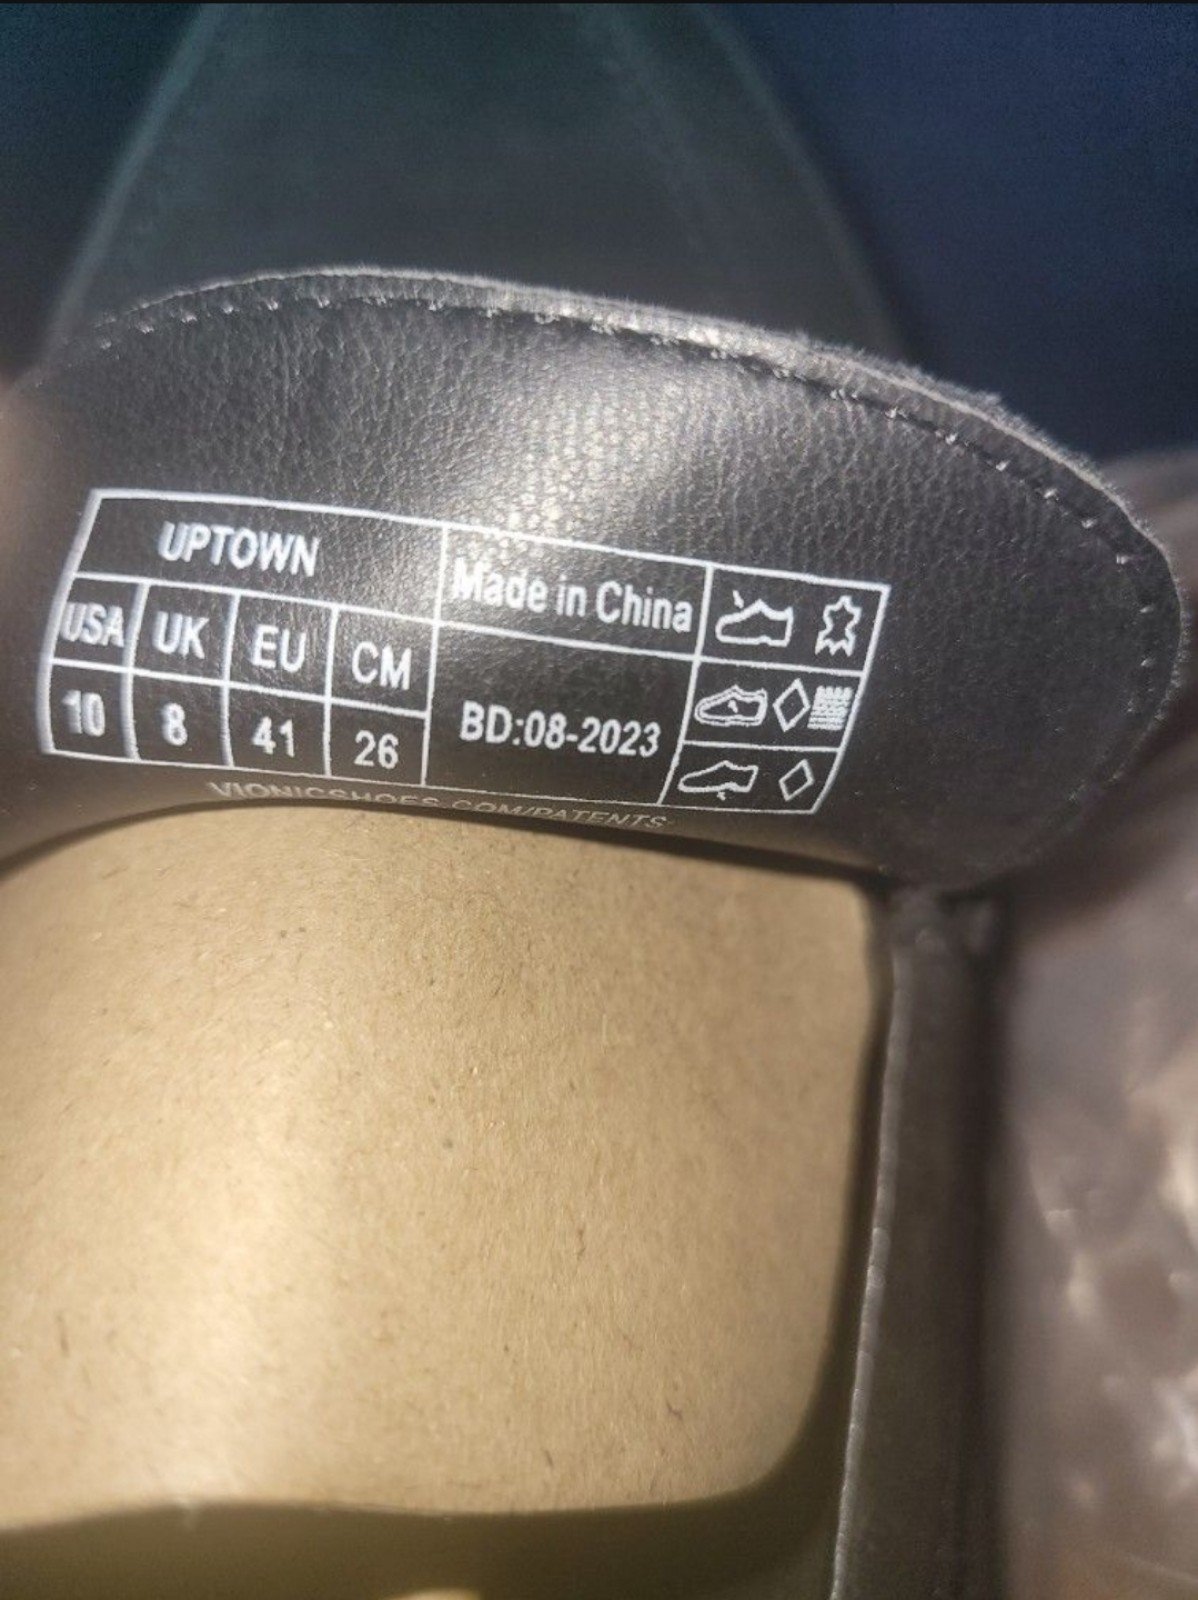 UPTOWN
Made in China
USA UK EU CM
10 8 41 26
BD:08-2023
VIONICSHOES.COM/PATENTS